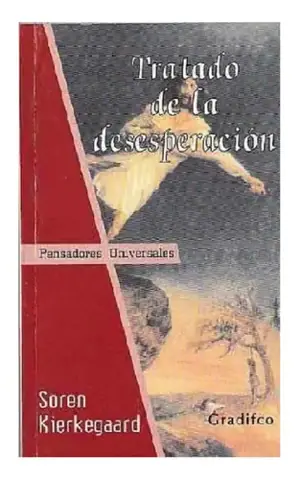 Tratado
de la
desesperación
Pensadores Universales
Soren
Kierkegaard
Gradifco